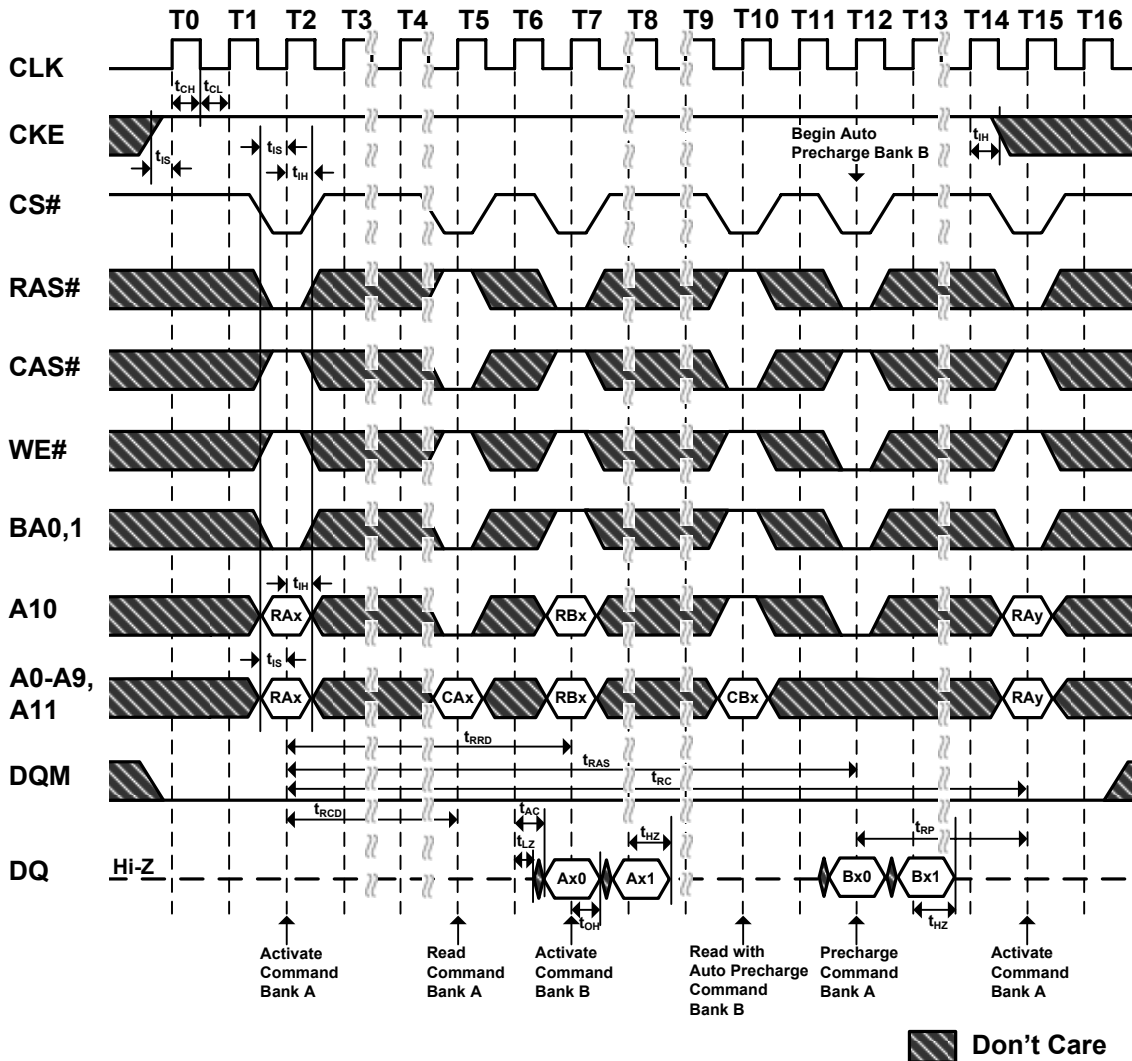 T0 T1 T2 T3 T4 T5 T6 T7 T8 T9 T10 T11 T12 T13 T14 T15 T16
CLK
tCH tCL
CKE
tIS
tIS
tIH
Begin Auto
Precharge Bank B
tIH
CS#
RAS#
CAS#
WE#
BA0,1
tIH
A10
RAx RBx RAy
tIS
A0-A9,
A11
RAx CAx RBx CBx RAy
tRRD
tRAS
DQM
tRC
tRCD
tAC
tLZ
tHZ
tRP
DQ
Hi-Z
Ax0 Ax1 Bx0 Bx1
tOH
tHZ
Activate
Command
Bank A
Read
Command
Bank A
Activate
Command
Bank B
Read with
Auto Precharge
Command
Bank B
Precharge
Command
Bank A
Activate
Command
Bank A
Don't Care